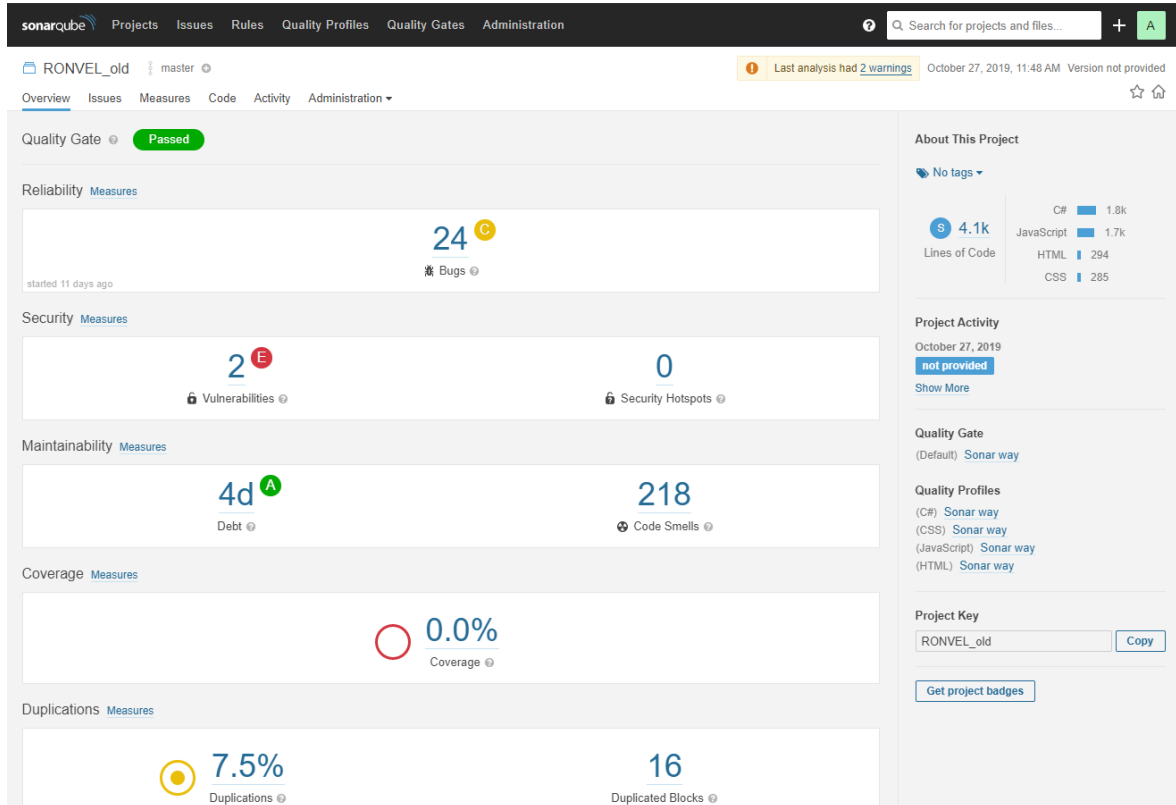 sonarqube Projects Issues Rules Quality Profiles Quality Gates Administration ? Search for projects and files... + A
RONVEL_old master Last analysis had 2 warnings October 27, 2019, 11:48 AM Version not provided
Overview Issues Measures Code Activity Administration
Quality Gate ? Passed
Reliability Measures
24 C
Bugs ?
started 11 days ago
Security Measures
2 E
Vulnerabilities ?
0
Security Hotspots ?
Maintainability Measures
4d A
Debt ?
218
Code Smells ?
Coverage Measures
0.0%
Coverage ?
Duplications Measures
7.5%
Duplications ?
16
Duplicated Blocks ?
About This Project
No tags
S 4.1k
Lines of Code
C# 1.8k
JavaScript 1.7k
HTML 294
CSS 285
Project Activity
October 27, 2019
not provided
Show More
Quality Gate
(Default) Sonar way
Quality Profiles
(C#) Sonar way
(CSS) Sonar way
(JavaScript) Sonar way
(HTML) Sonar way
Project Key
RONVEL_old Copy
Get project badges